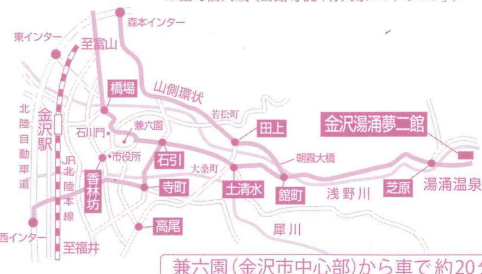 森本インター
東インター
至富山
山側環状
橋場
若松町
石川門
兼六園
田上
金沢湯涌夢二館
金沢駅
北陸自動車道
JR北陸本線
市役所
石引
大桑町
朝霧大橋
香林坊
寺町
土清水
舘町
浅野川
芝原
湯涌温泉
高尾
犀川
西インター
至福井
兼六園(金沢市中心部)から車で約20分